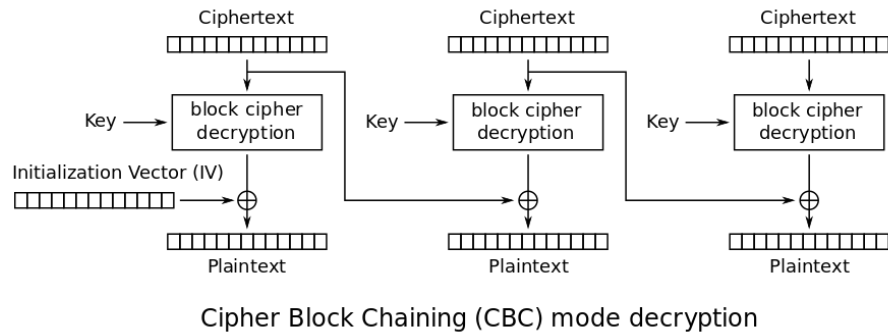 Ciphertext
Ciphertext
Ciphertext
Key
block cipher
decryption
Key
block cipher
decryption
Key
block cipher
decryption
Initialization Vector (IV)
Plaintext
Plaintext
Plaintext
Cipher Block Chaining (CBC) mode decryption